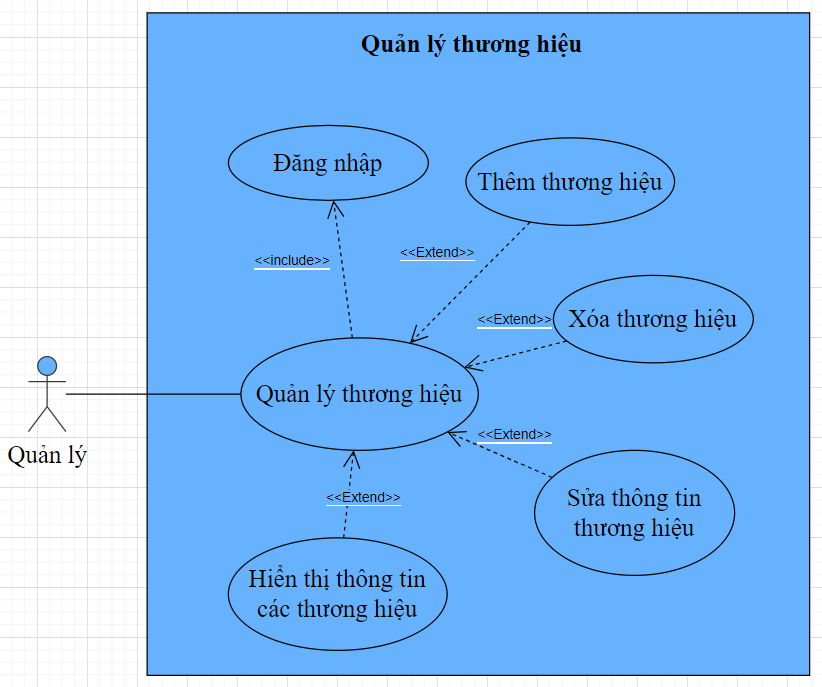 Quản lý thương hiệu
Đăng nhập
Thêm thương hiệu
<<Extend>>
<<include>>
<<Extend>>
Xóa thương hiệu
Quản lý thương hiệu
Quản lý
<<Extend>>
<<Extend>>
Sửa thông tin
thương hiệu
Hiển thị thông tin
các thương hiệu